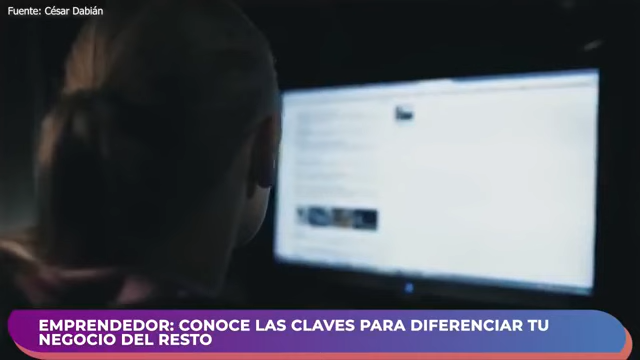 Fuente: César Dabián
EMPRENDEDOR: CONOCE LAS CLAVES PARA DIFERENCIAR TU
NEGOCIO DEL RESTO